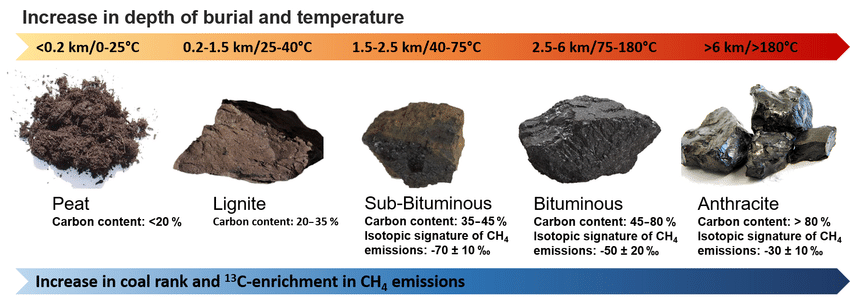 Increase in depth of burial and temperature
<0.2 km/0-25°C
0.2-1.5 km/25-40°C
1.5-2.5 km/40-75°C
2.5-6 km/75-180°C
>6 km/>180°C
Peat
Carbon content: <20 %
Lignite
Carbon content: 20–35 %
Sub-Bituminous
Carbon content: 35–45 %
Isotopic signature of CH₄
emissions: -70 ± 10 ‰
Bituminous
Carbon content: 45-80 %
Isotopic signature of CH₄
emissions: -50 ± 20 ‰
Anthracite
Carbon content: > 80 %
Isotopic signature of CH₄
emissions: -30 ± 10 ‰
Increase in coal rank and ¹³C-enrichment in CH₄ emissions